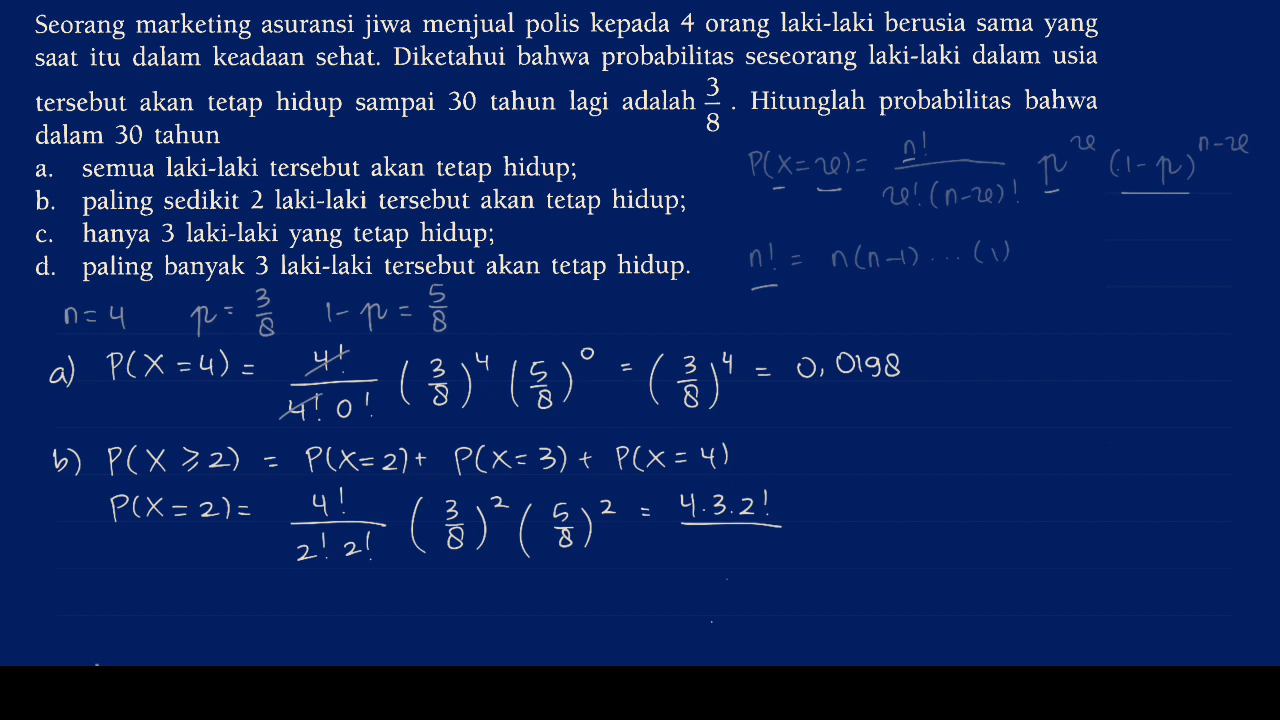 Seorang marketing asuransi jiwa menjual polis kepada 4 orang laki-laki berusia sama yang
saat itu dalam keadaan sehat. Diketahui bahwa probabilitas seseorang laki-laki dalam usia
tersebut akan tetap hidup sampai 30 tahun lagi adalah 3/8 . Hitunglah probabilitas bahwa
dalam 30 tahun
a. semua laki-laki tersebut akan tetap hidup;
b. paling sedikit 2 laki-laki tersebut akan tetap hidup;
c. hanya 3 laki-laki yang tetap hidup;
d. paling banyak 3 laki-laki tersebut akan tetap hidup.
P(X=x)= n!/(x!(n-x)!) p^x (1-p)^(n-x)
n! = n(n-1)...(1)
n=4 p=3/8 1-p=5/8
a) P(X=4) = 4!/(4! 0!) (3/8)^4 (5/8)^0 = (3/8)^4 = 0,0198
b) P(X⩾2) = P(X=2)+ P(X=3)+ P(X=4)
P(X=2)= 4!/(2! 2!) (3/8)^2 (5/8)^2 = 4.3.2!